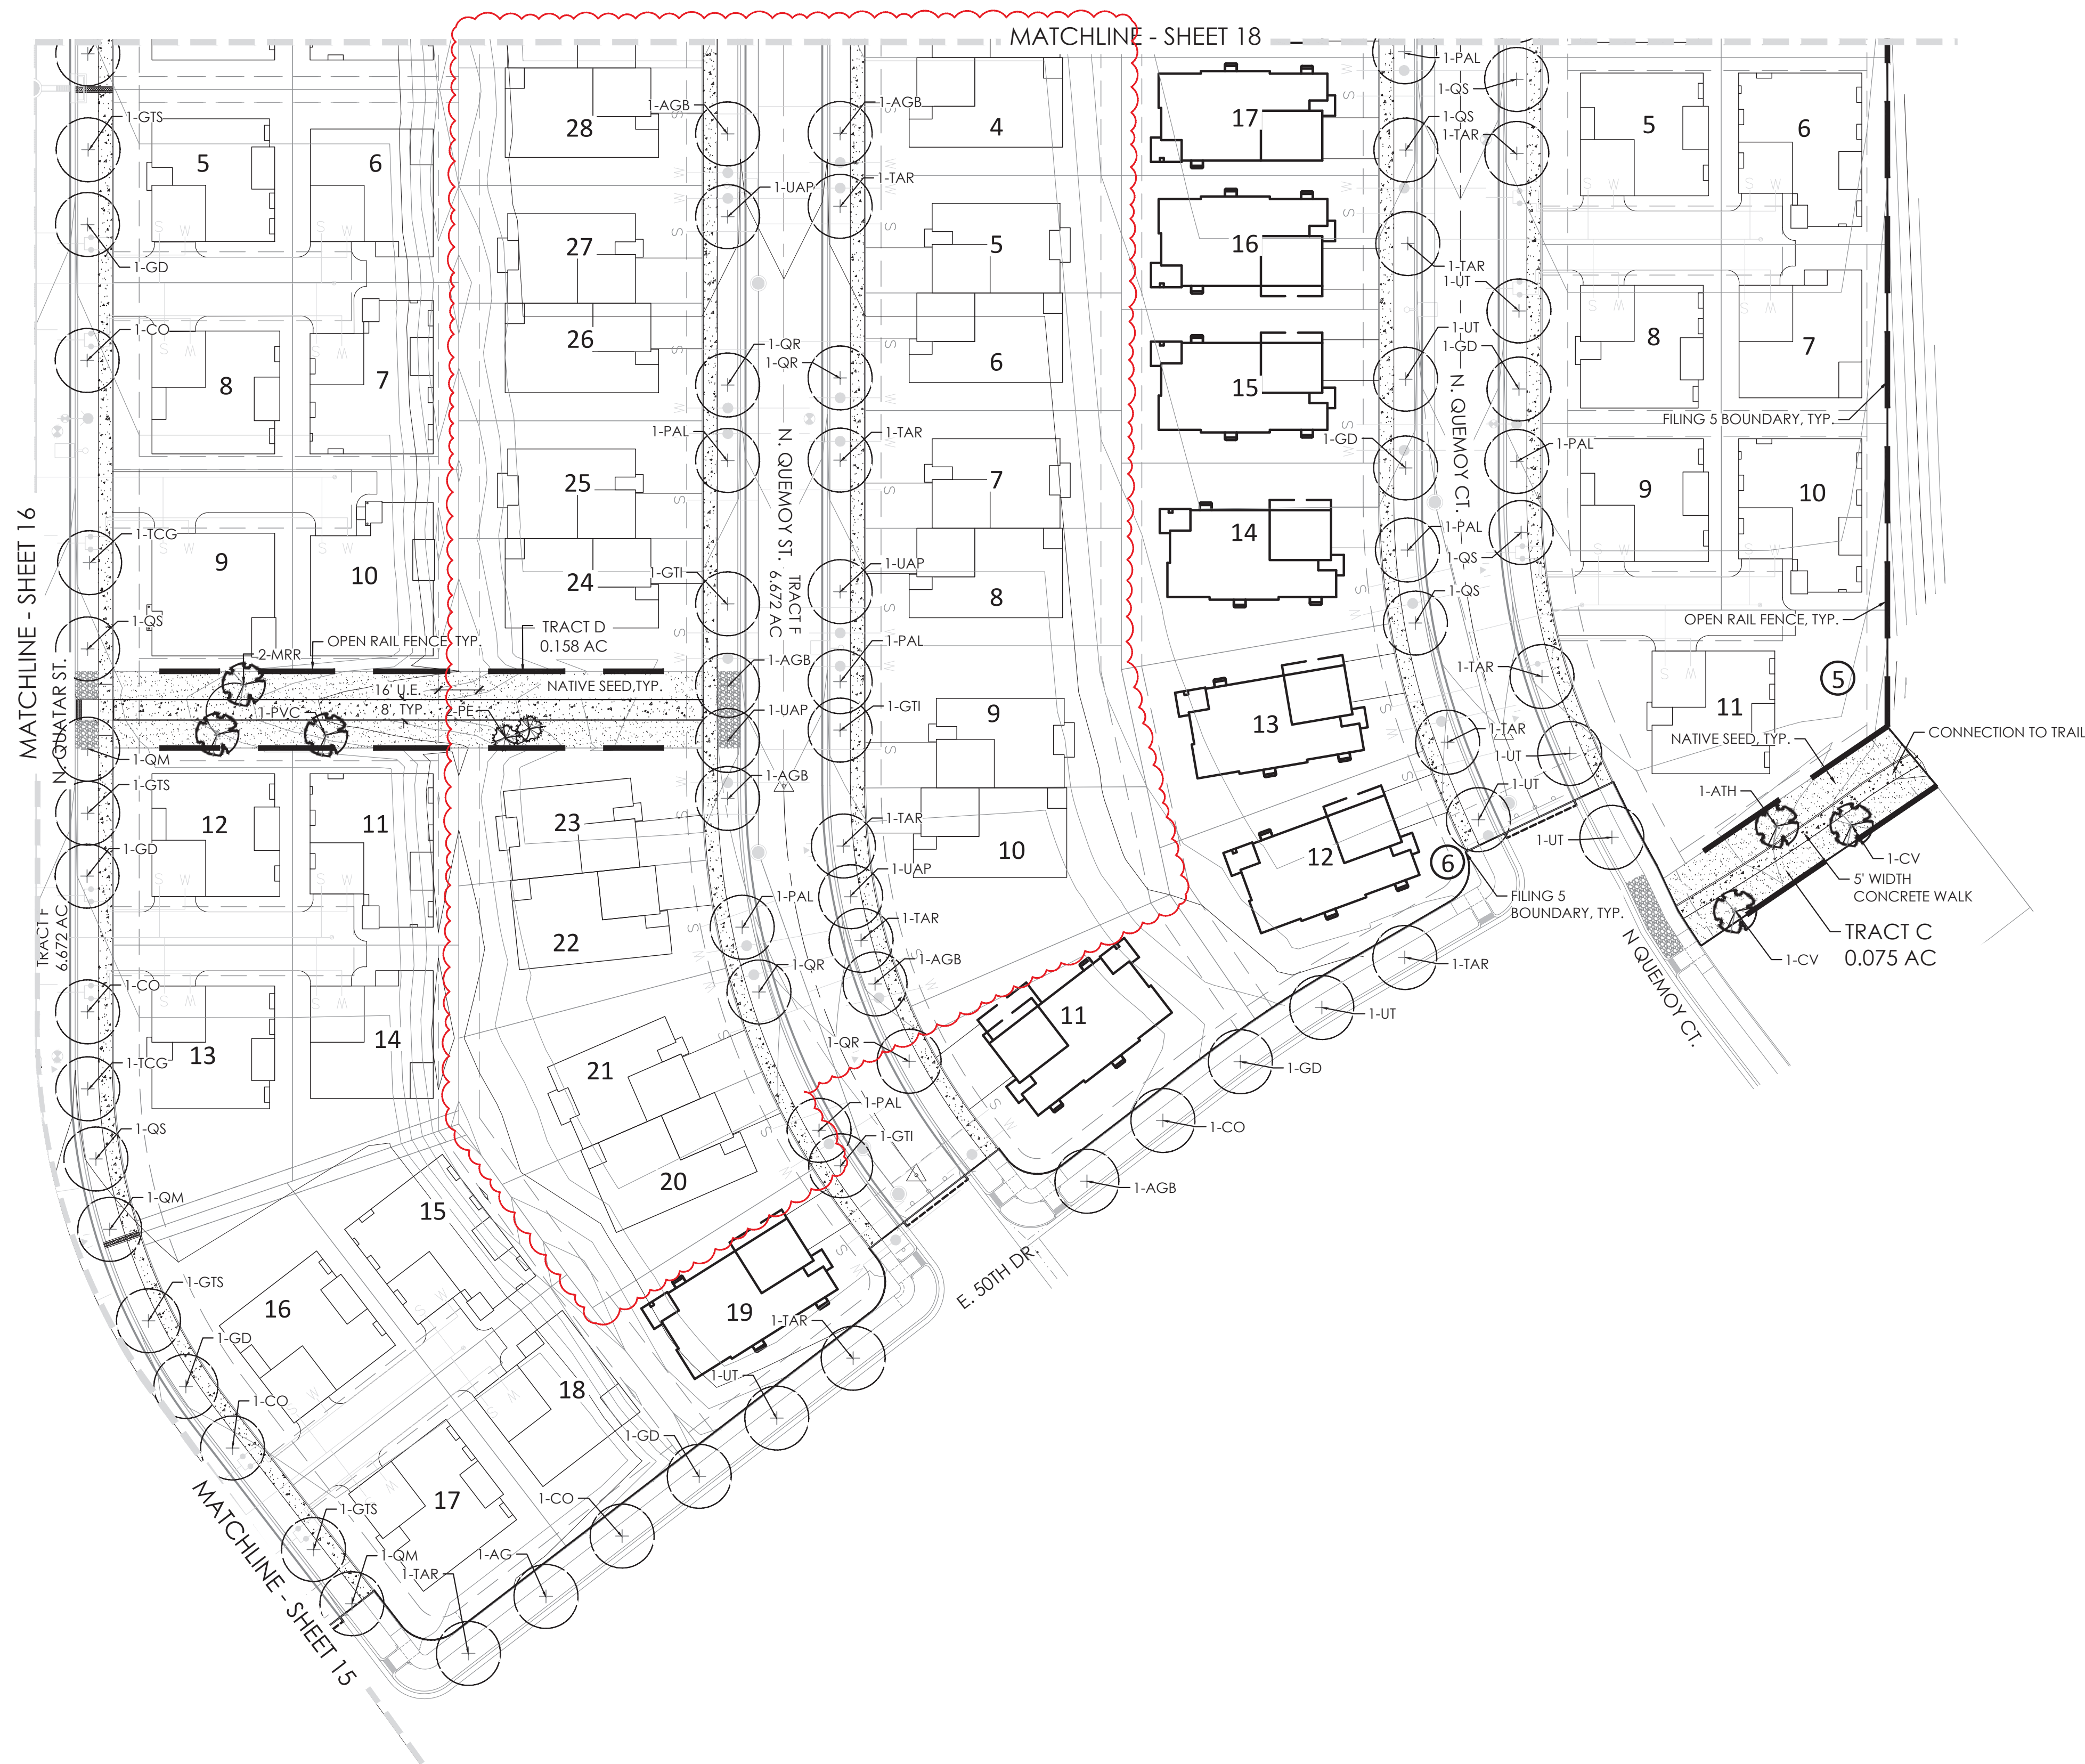 MATCHLINE - SHEET 18
MATCHLINE - SHEET 16
N. QUATAR ST.
TRACT F
6.672 AC
1-GTS
1-GD
1-CO
1-TCG
1-QS
1-QM
1-GTS
1-GD
1-CO
1-TCG
1-QS
1-QM
1-GTS
1-GD
1-CO
1-GTS
1-QM
1-TAR
1-AG
1-CO
1-GD
1-UT
1-TAR
MATCHLINE - SHEET 15
5
6
8
7
9
10
2-MRR
OPEN RAIL FENCE, TYP.
TRACT D
0.158 AC
16' U.E.
8', TYP.
NATIVE SEED,TYP.
1-PVC
2-PE
12
11
13
14
15
16
18
17
28
27
26
25
24
23
22
21
20
19
1-AGB
1-UAP
1-QR
1-PAL
1-GTI
1-AGB
1-UAP
1-AGB
1-PAL
1-QR
1-PAL
1-GTI
N. QUEMOY ST.
TRACT F
6.672 AC
1-AGB
1-TAR
1-QR
1-TAR
1-UAP
1-PAL
1-GTI
1-TAR
1-UAP
1-TAR
1-AGB
1-QR
4
5
6
7
8
9
10
11
E. 50TH DR.
1-AGB
1-CO
1-GD
1-UT
1-TAR
17
16
15
14
13
12
6
FILING 5
BOUNDARY, TYP.
1-PAL
1-QS
1-QS
1-TAR
1-TAR
1-UT
1-UT
1-GD
1-GD
1-PAL
1-PAL
1-QS
1-QS
1-TAR
1-TAR
1-UT
1-UT
1-UT
N. QUEMOY CT.
N QUEMOY CT.
5
6
8
7
FILING 5 BOUNDARY, TYP.
9
10
OPEN RAIL FENCE, TYP.
5
11
NATIVE SEED, TYP.
CONNECTION TO TRAIL
1-ATH
1-CV
5' WIDTH
CONCRETE WALK
TRACT C
0.075 AC
1-CV